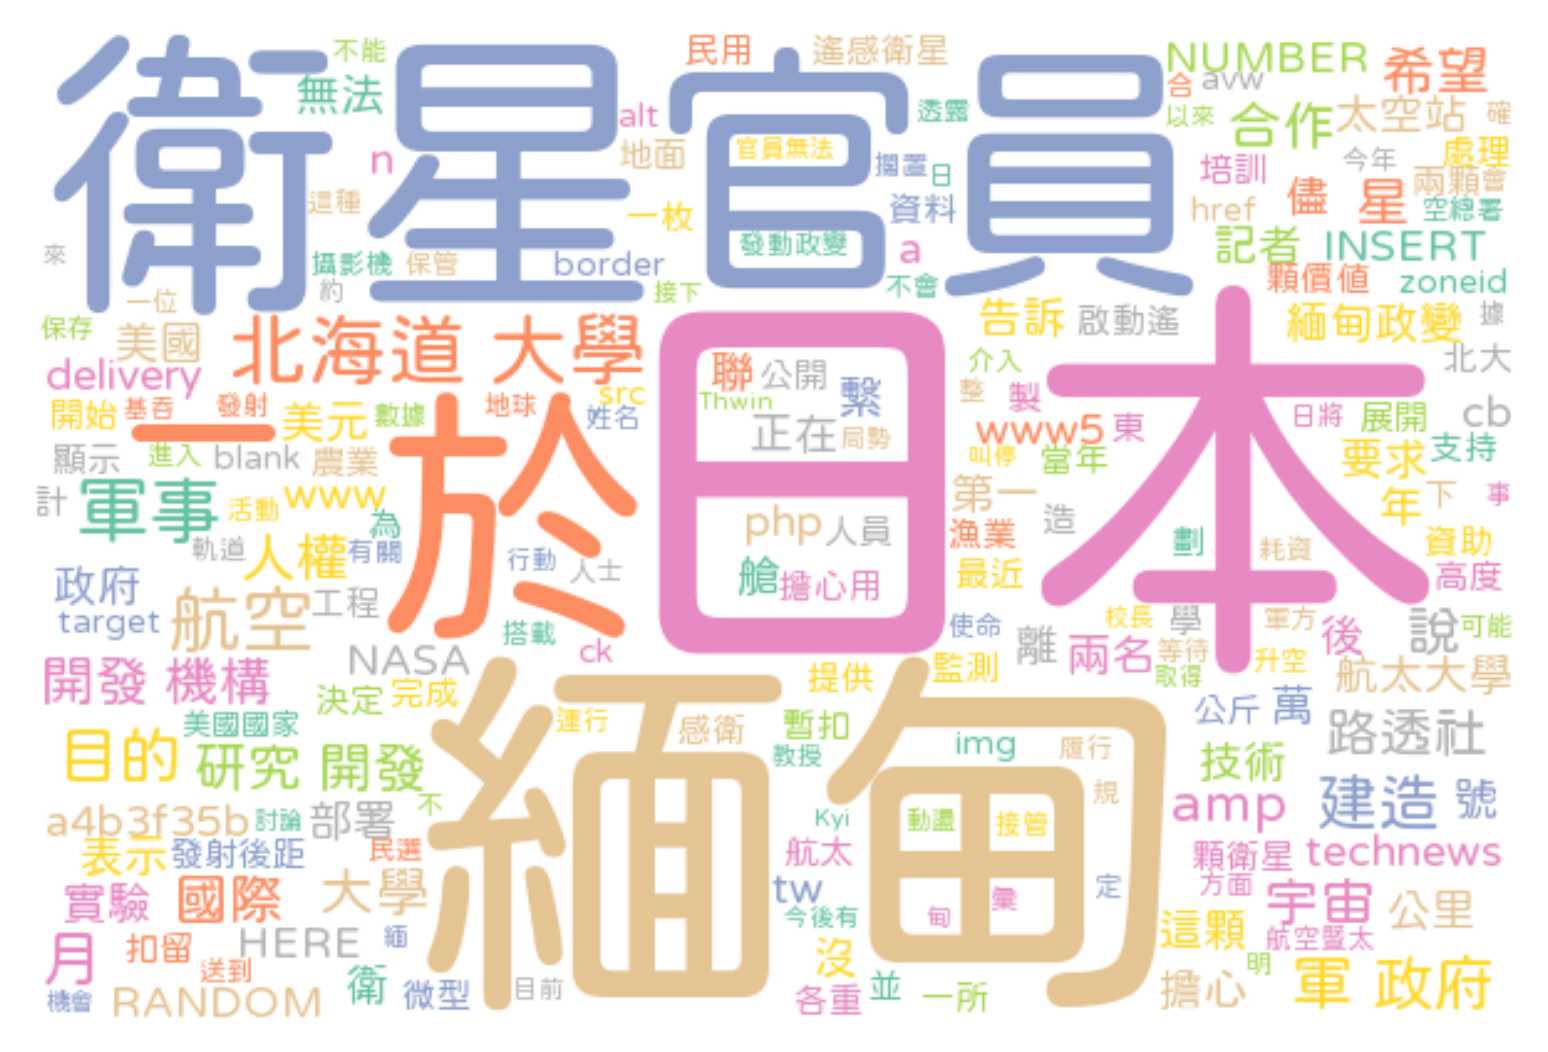 衛星官員
不能
無法
民用
遙感衛星
NUMBER
希望
合
avw
alt
透露
以來
合作
太空站
確
n
地面
官員無法
擱置
日
培訓
今年
處理
兩顆會
這種
一枚
資料
href
儘
星
空總署
來
攝影機
保管
border
發動政變
a
記者
INSERT
約
接下
不會
顆價值
zoneid
一位
保存
美國
北海道
大學
日本
告訴
啟動遙
緬甸政變
據
delivery
聯
公開
介入
北大
開始
基吞
一
發射
美元
數據
地球
src
姓名
Thwin
繫
整
製
日將
展開
cb
於
正在
局勢
www5
東
顯示
進入
blank
農業
叫停
當年
要求
支持
計
軍事
活動
www
為
第一
年
下
事
軌道
人權
有關
行動
人士
php
人員
漁業
造
劃
耗資
資助
政府
航空
工程
艙
擔心用
最近
高度
target
搭載
使命
離
校長
學
軍方
後
說
可能
NASA
ck
兩名
等待
取得
升空
開發
機構
決定
完成
緬甸
提供
監測
航太大學
美國國家
運行
感衛
暫扣
公斤
萬
路透社
目的
研究
開發
教授
img
履行
技術
a4b3f35b
討論
部署
不
Kyi
動盪
接管
規
amp
建造
號
表示
發射後距
民選
航太
顆衛星
technews
實驗
國際
大學
tw
甸
彙
定
方面
宇宙
公里
今後有
這顆
航空暨太
月
扣留
HERE
緬
沒
明
送到
衛
微型
目前
各重
並
一所
擔心
軍
政府
機會
RANDOM